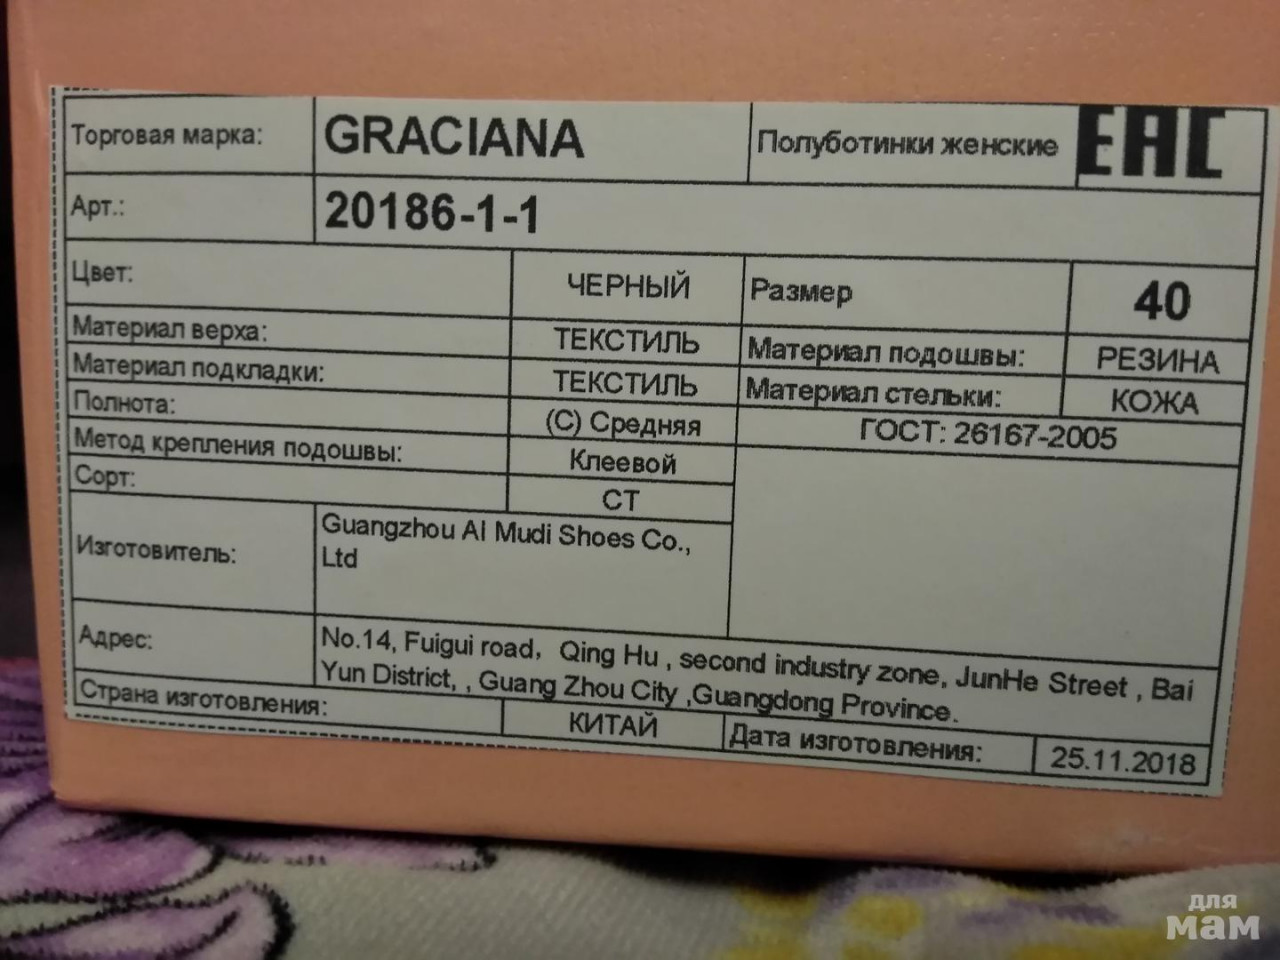 Торговая марка: GRACIANA Полуботинки женские EAC
Арт.: 20186-1-1
Цвет: ЧЕРНЫЙ Размер 40
Материал верха: ТЕКСТИЛЬ Материал подошвы: РЕЗИНА
Материал подкладки: ТЕКСТИЛЬ Материал стельки: КОЖА
Полнота: (С) Средняя ГОСТ: 26167-2005
Метод крепления подошвы: Клеевой
Сорт: СТ
Изготовитель: Guangzhou AI Mudi Shoes Co.,
Ltd
Адрес: No.14, Fuigui road, Qing Hu , second industry zone, JunHe Street , Bai
Yun District, , Guang Zhou City ,Guangdong Province.
Страна изготовления: КИТАЙ Дата изготовления: 25.11.2018
для
мам